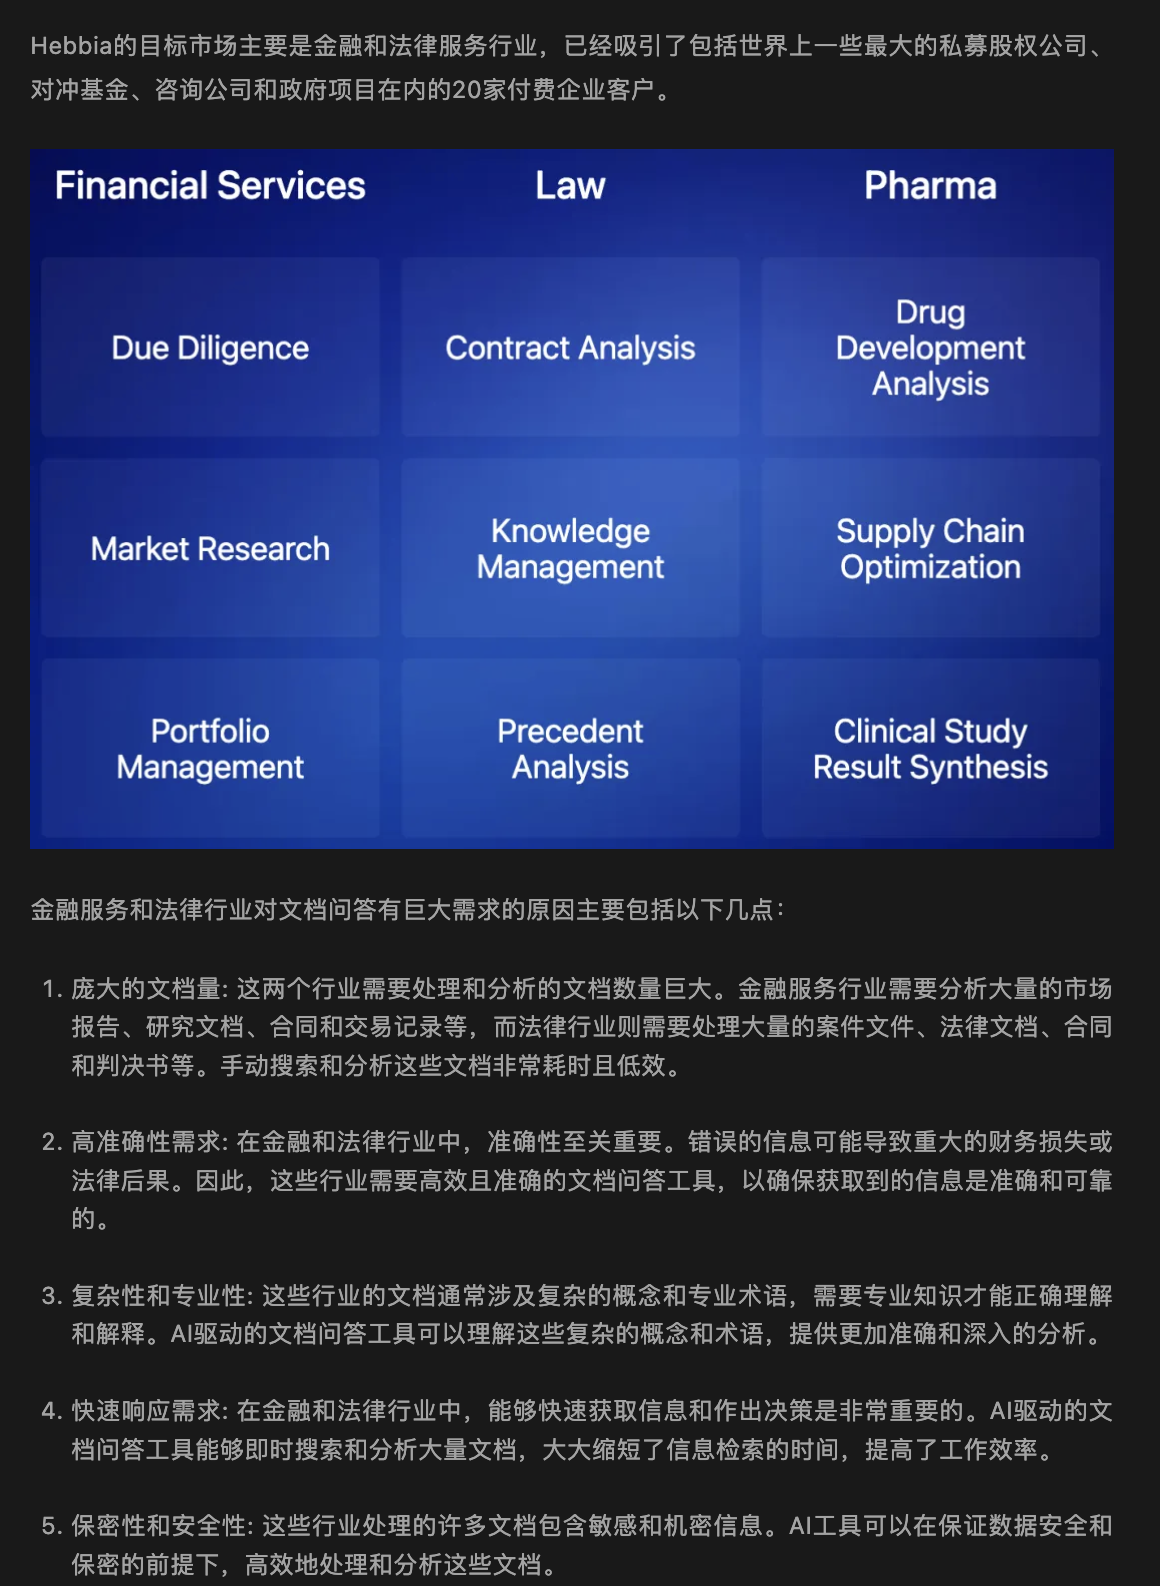 Hebbia的目标市场主要是金融和法律服务行业，已经吸引了包括世界上一些最大的私募股权公司、
对冲基金、咨询公司和政府项目在内的20家付费企业客户。
Financial Services
Law
Pharma
Due Diligence
Contract Analysis
Drug
Development
Analysis
Market Research
Knowledge
Management
Supply Chain
Optimization
Portfolio
Management
Precedent
Analysis
Clinical Study
Result Synthesis
金融服务和法律行业对文档问答有巨大需求的原因主要包括以下几点：
1. 庞大的文档量: 这两个行业需要处理和分析的文档数量巨大。金融服务行业需要分析大量的市场
报告、研究文档、合同和交易记录等，而法律行业则需要处理大量的案件文件、法律文档、合同
和判决书等。手动搜索和分析这些文档非常耗时且低效。
2. 高准确性需求: 在金融和法律行业中，准确性至关重要。错误的信息可能导致重大的财务损失或
法律后果。因此，这些行业需要高效且准确的文档问答工具，以确保获取到的信息是准确和可靠
的。
3. 复杂性和专业性: 这些行业的文档通常涉及复杂的概念和专业术语，需要专业知识才能正确理解
和解释。AI驱动的文档问答工具可以理解这些复杂的概念和术语，提供更加准确和深入的分析。
4. 快速响应需求: 在金融和法律行业中，能够快速获取信息和作出决策是非常重要的。AI驱动的文
档问答工具能够即时搜索和分析大量文档，大大缩短了信息检索的时间，提高了工作效率。
5. 保密性和安全性: 这些行业处理的许多文档包含敏感和机密信息。AI工具可以在保证数据安全和
保密的前提下，高效地处理和分析这些文档。